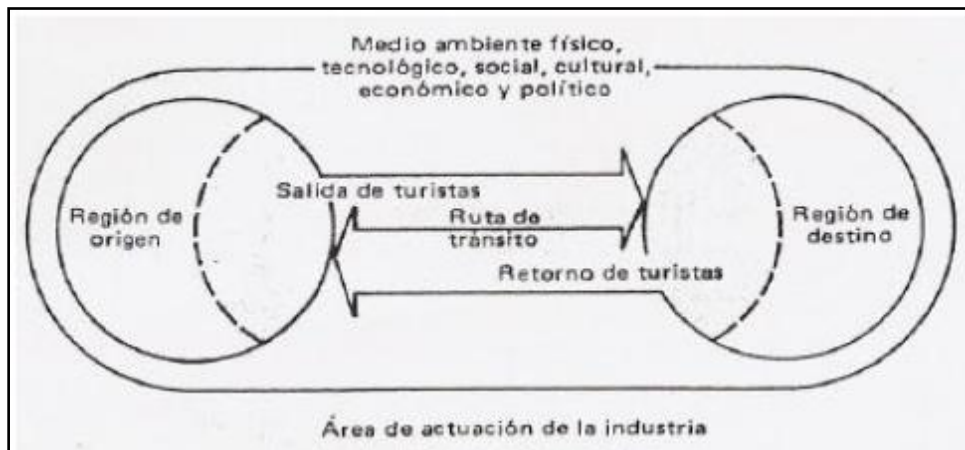 Medio ambiente físico,
tecnológico, social, cultural,
económico y político
Salida de turistas
Región de
origen
Ruta de
tránsito
Región de
destino
Retorno de turistas
Área de actuación de la industria